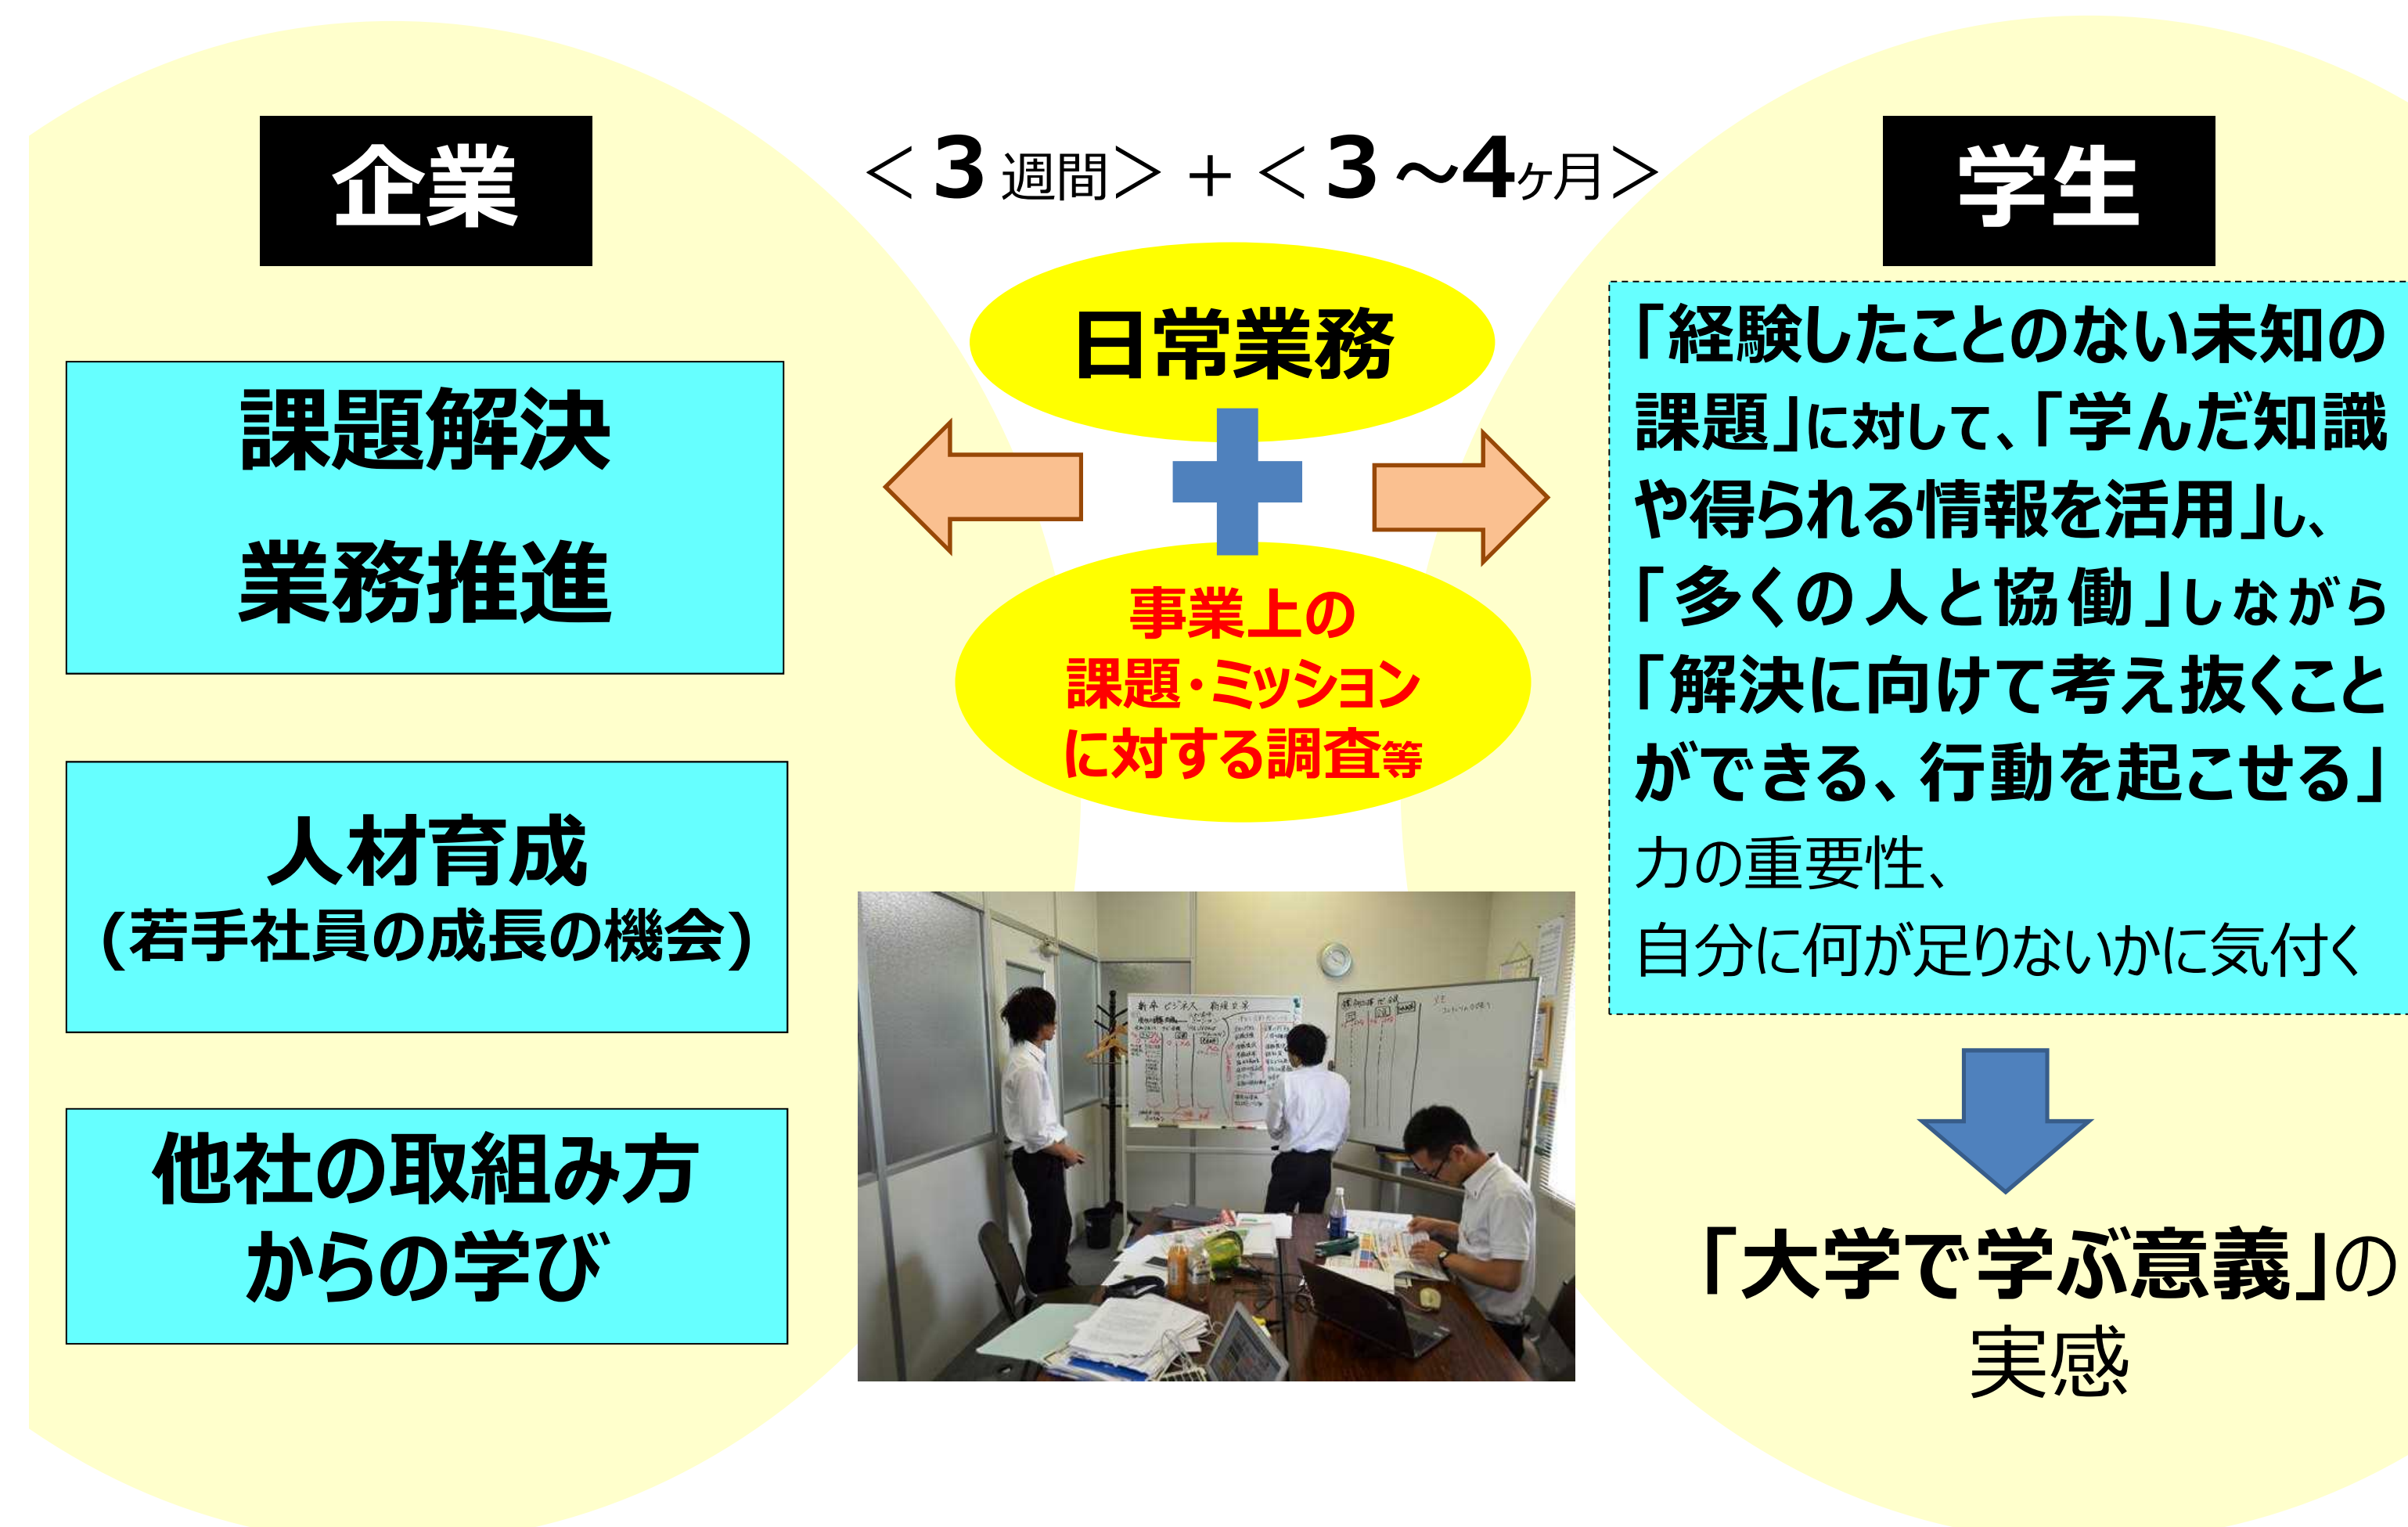 企業
<3週間>+<3~4ヶ月>
学生
課題解決
業務推進
人材育成
(若手社員の成長の機会)
他社の取組み方
からの学び
日常業務
事業上の
課題・ミッション
に対する調査等
「経験したことのない未知の
課題」に対して、「学んだ知識
や得られる情報を活用」し、
「多くの人と協働」しながら
「解決に向けて考え抜くこと
ができる、行動を起こせる」
力の重要性、
自分に何が足りないかに気付く
「大学で学ぶ意義」の
実感